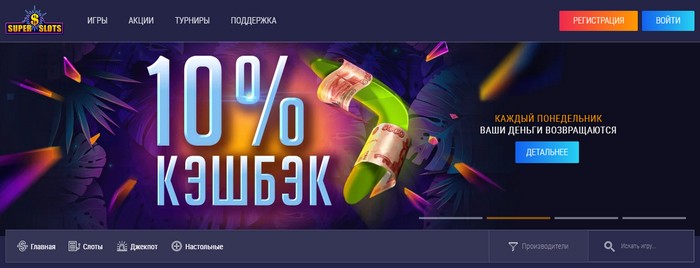 SUPER SLOTS
ИГРЫ АКЦИИ ТУРНИРЫ ПОДДЕРЖКА
РЕГИСТРАЦИЯ ВОЙТИ
10%
КЭШБЭК
КАЖДЫЙ ПОНЕДЕЛЬНИК
ВАШИ ДЕНЬГИ ВОЗВРАЩАЮТСЯ
ДЕТАЛЬНЕЕ
Главная Слоты Джекпот Настольные Производители Искать игру...